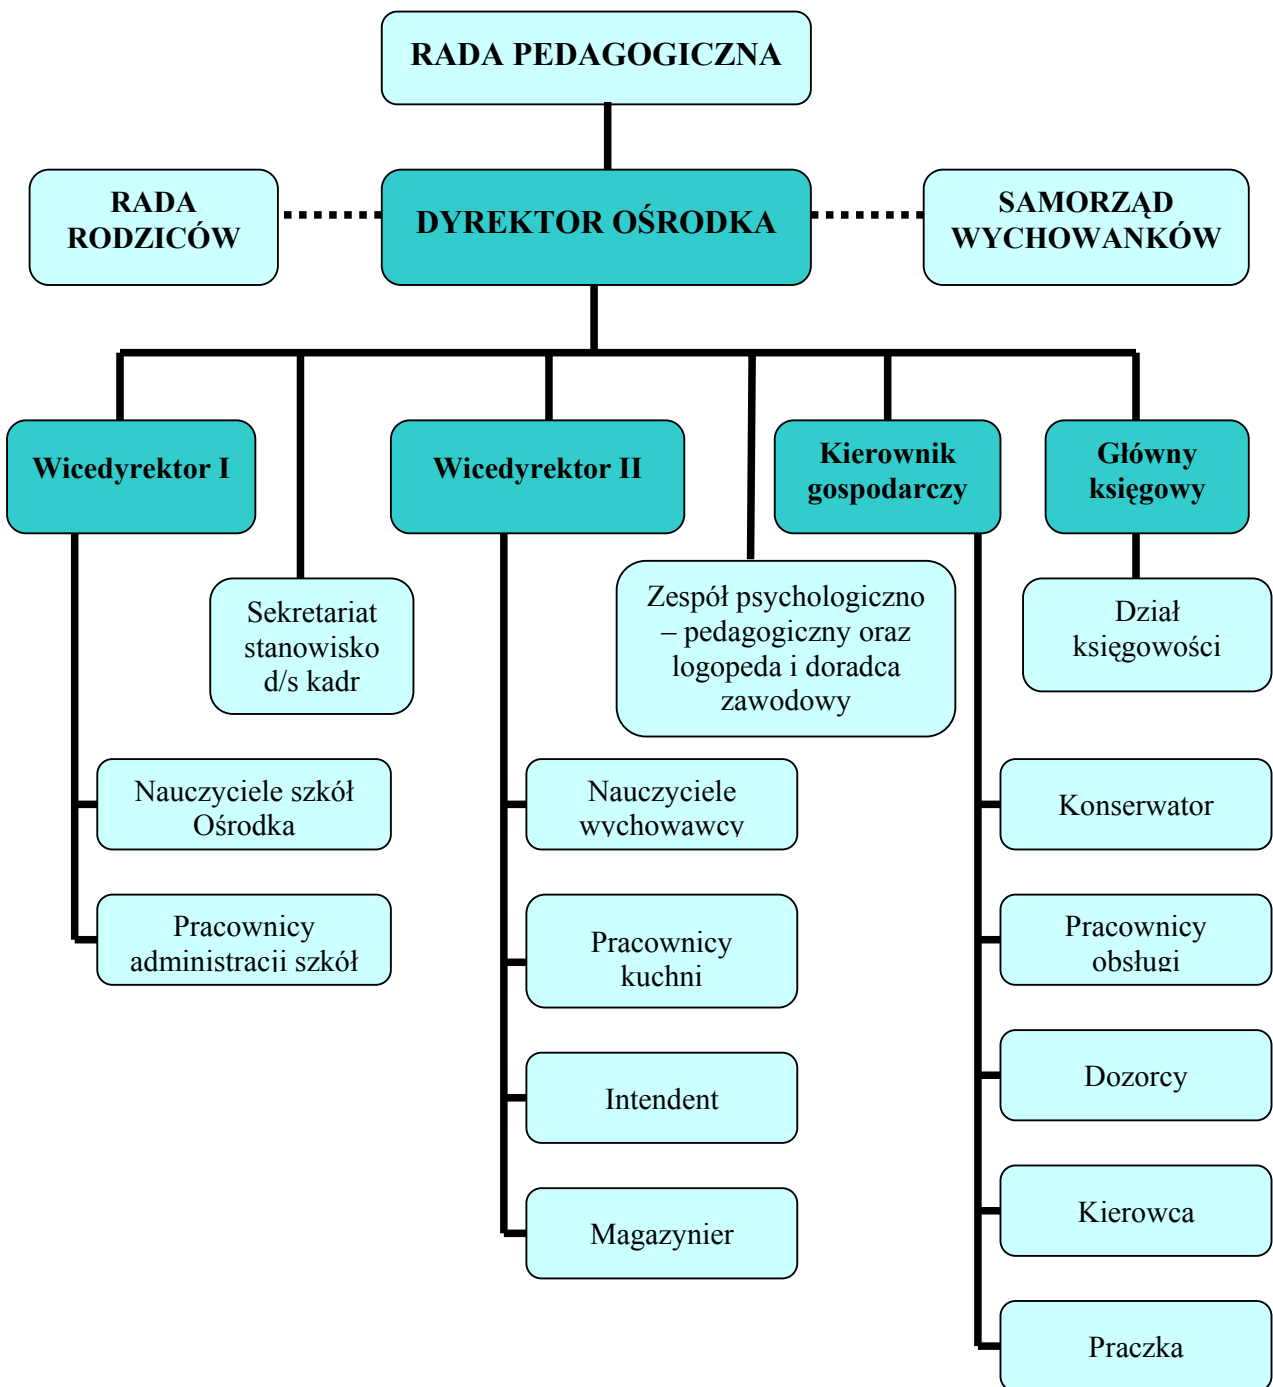 RADA PEDAGOGICZNA
RADA
RODZICÓW
DYREKTOR OŚRODKA
SAMORZĄD
WYCHOWANKÓW
Wicedyrektor I
Wicedyrektor II
Kierownik
gospodarczy
Główny
księgowy
Sekretariat
stanowisko
d/s kadr
Zespół psychologiczno
– pedagogiczny oraz
logopeda i doradca
zawodowy
Dział
księgowości
Nauczyciele szkół
Ośrodka
Pracownicy
administracji szkół
Nauczyciele
wychowawcy
Pracownicy
kuchni
Intendent
Magazynier
Konserwator
Pracownicy
obsługi
Dozorcy
Kierowca
Praczka